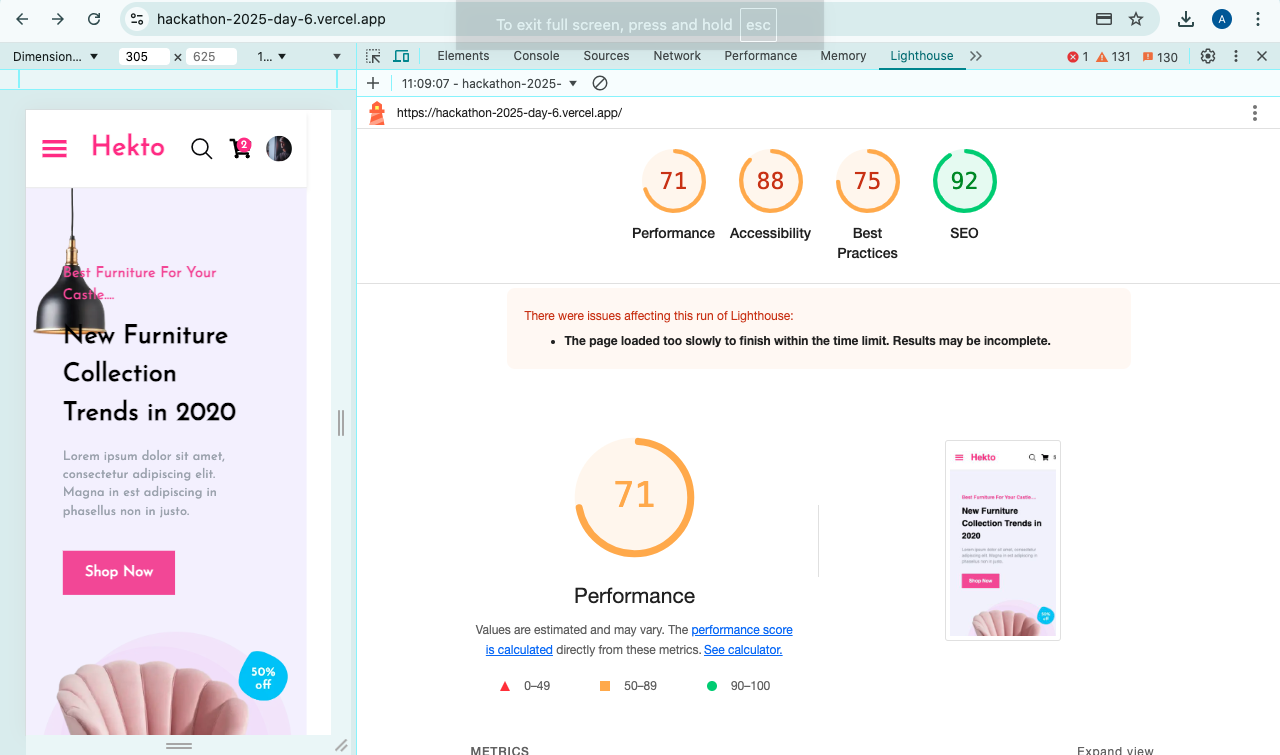 hackathon-2025-day-6.vercel.app
To exit full screen, press and hold esc
A
Dimension...
305 × 625
1...
Elements Console Sources Network Performance Memory Lighthouse
1 131 130
11:09:07 - hackathon-2025-
https://hackathon-2025-day-6.vercel.app/
Hekto
2
Best Furniture For Your
Castle....
New Furniture
Collection
Trends in 2020
Lorem ipsum dolor sit amet,
consectetur adipiscing elit.
Magna in est adipiscing in
phasellus non in justo.
Shop Now
50%
off
71 88 75 92
Performance Accessibility Best
Practices SEO
There were issues affecting this run of Lighthouse:
The page loaded too slowly to finish within the time limit. Results may be incomplete.
71
Performance
Values are estimated and may vary. The performance score
is calculated directly from these metrics. See calculator.
0–49 50–89 90–100
Hekto
Best Furniture For Your Castle....
New Furniture
Collection Trends in
2020
Lorem ipsum dolor sit amet, consectetur
adipiscing elit. Magna in est adipiscing in
phasellus non in justo.
Shop Now
50%
off
METRICS
Expand view